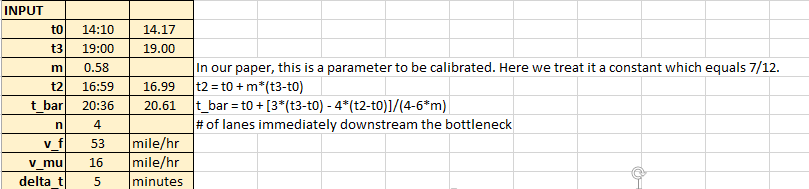 INPUT
t0 14:10 14.17
t3 19:00 19.00
m 0.58 In our paper, this is a parameter to be calibrated. Here we treat it a constant which equals 7/12.
t2 16:59 16.99 t2 = t0 + m*(t3-t0)
t_bar 20:36 20.61 t_bar = t0 + [3*(t3-t0) - 4*(t2-t0)]/(4-6*m)
n 4 # of lanes immediately downstream the bottleneck
v_f 53 mile/hr
v_mu 16 mile/hr
delta_t 5 minutes